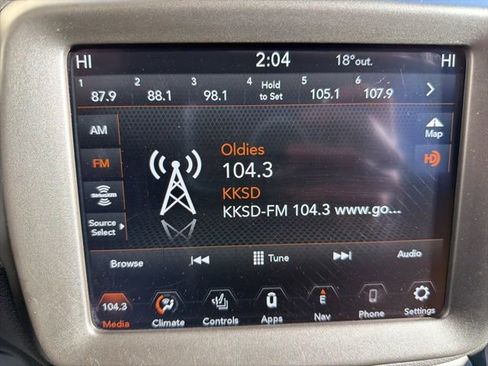 HI 2:04 18°out. HI
1 2 3 4 5 6
87.9 88.1 98.1 Hold to Set 105.1 107.9
AM Map
Oldies
FM 104.3 HD
KKSD
SiriusXM KKSD-FM 104.3 www.go...
Source Select
Browse Tune Audio
104.3 E
Media Climate Controls Apps Nav Phone Settings